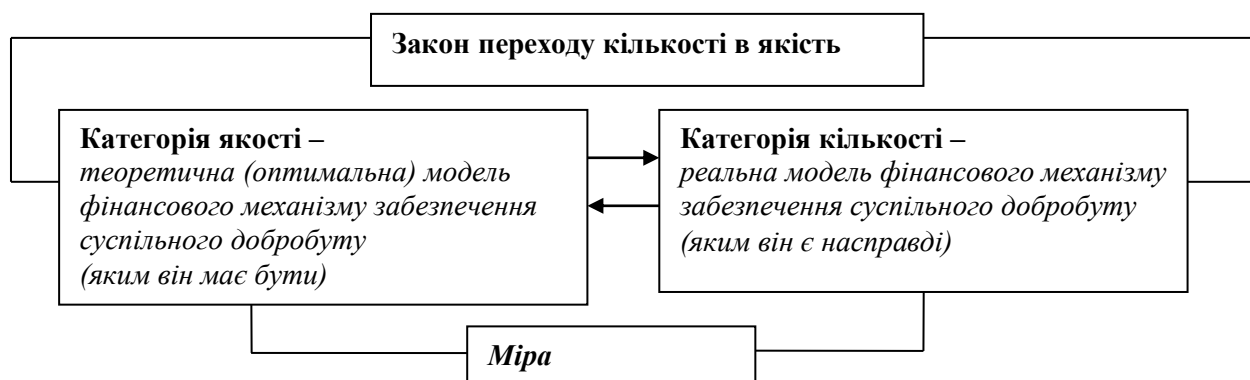 Закон переходу кількості в якість
Категорія якості –
теоретична (оптимальна) модель
фінансового механізму забезпечення
суспільного добробуту
(яким він має бути)
Категорія кількості –
реальна модель фінансового механізму
забезпечення суспільного добробуту
(яким він є насправді)
Міра